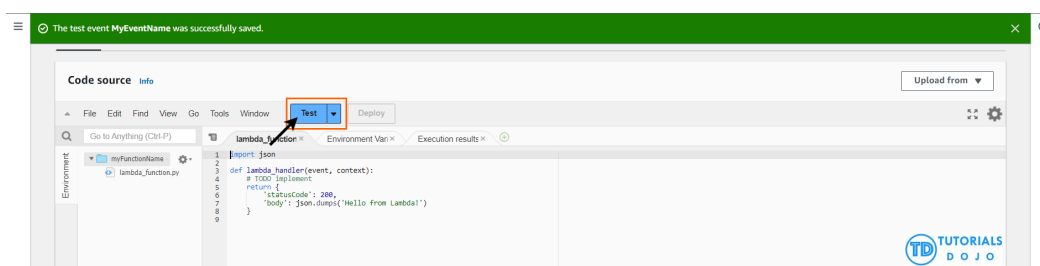 The test event MyEventName was successfully saved.
Code source Info
Upload from
File Edit Find View Go Tools Window Test Deploy
Go to Anything (Ctrl-P)
lambda_function Environment Vari Execution results
Environment
myFunctionName
lambda_function.py
1 import json
2
3 def lambda_handler(event, context):
4 # TODO implement
5 return {
6 'statusCode': 200,
7 'body': json.dumps('Hello from Lambda!')
8 }
9
TD TUTORIALS
DOJO